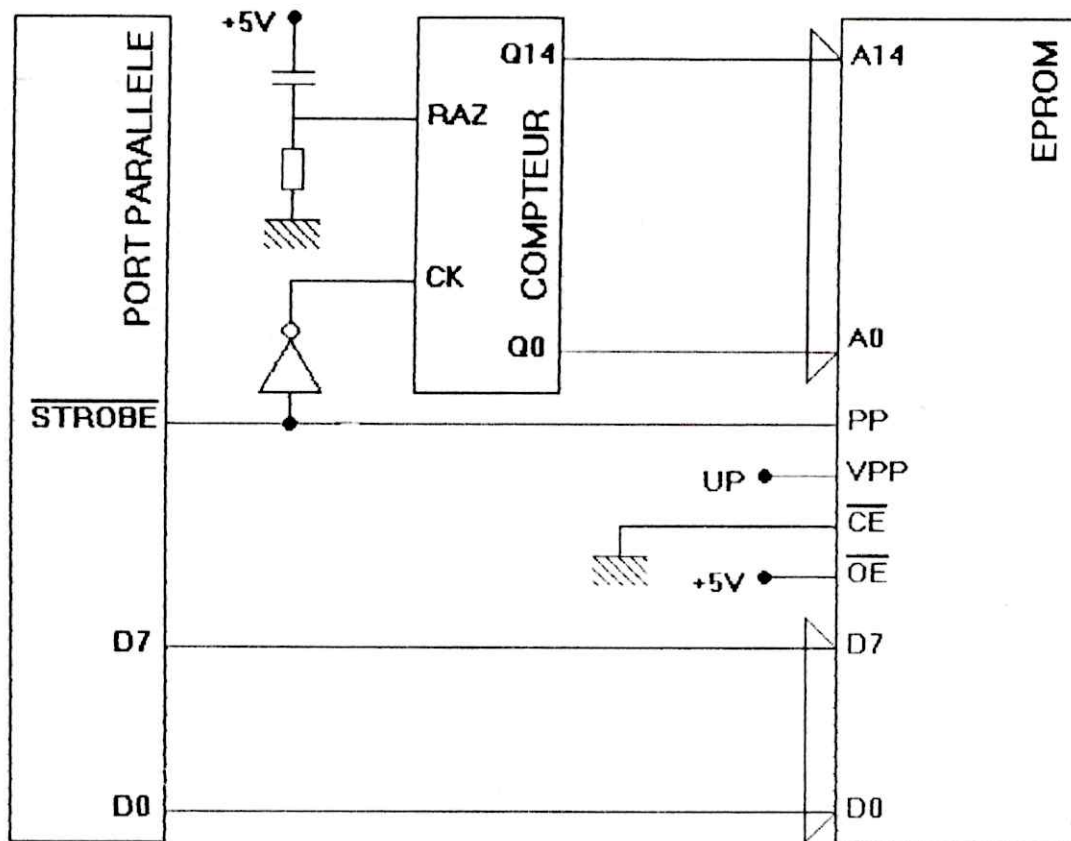 +5V
PORT PARALLELE
RAZ
CK
Q14
COMPTEUR
Q0
A14
EPROM
A0
STROBE
PP
UP
VPP
CE
+5V
OE
D7
D7
D0
D0